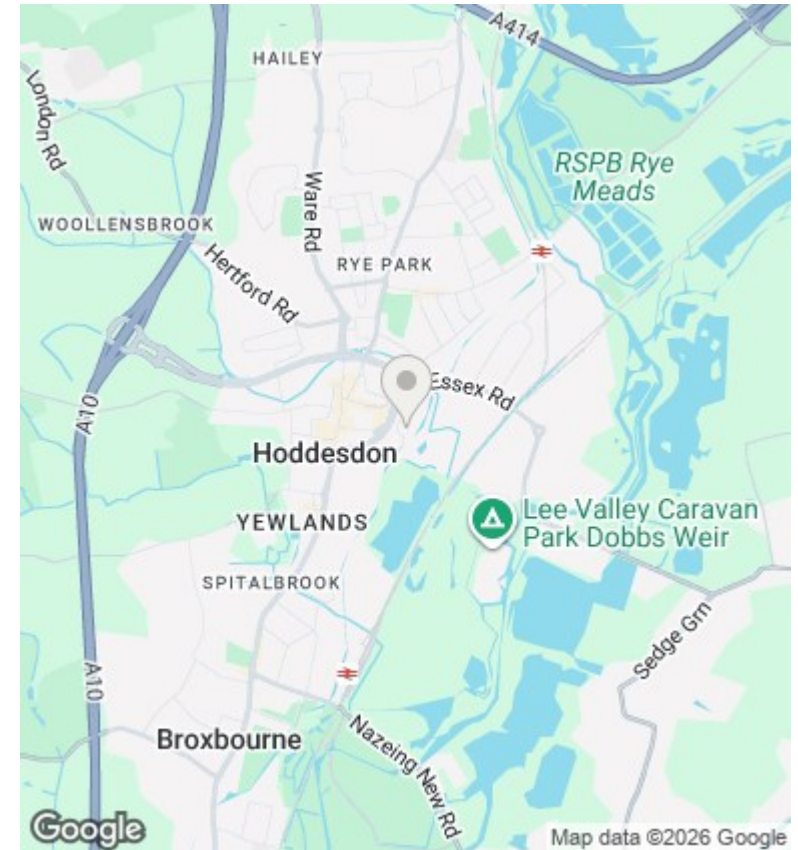 A414
HAILEY
London Rd
RSPB Rye
Meads
Ware Rd
WOOLLENSBROOK
RYE PARK
Hertford Rd
Essex Rd
A10
Hoddesdon
Lee Valley Caravan
Park Dobbs Weir
YEWLANDS
SPITALBROOK
Sedge Grn
A10
Broxbourne
Nazeing New Rd
Google
Map data ©2026 Google